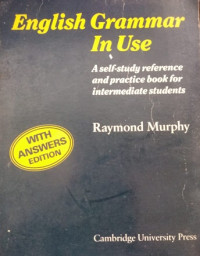 English Grammar
In Use
A self-study reference
and practice book for
intermediate students
Raymond Murphy
WITH
ANSWERS
EDITION
Cambridge University Press